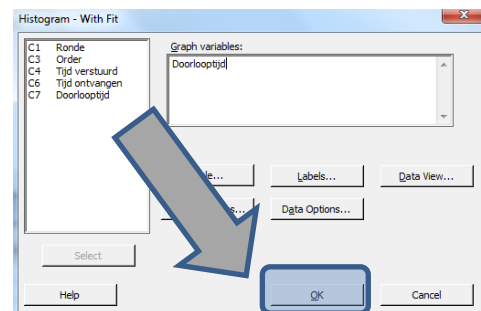 Histogram - With Fit
C1 Ronde
C3 Order
C4 Tijd verstuurd
C6 Tijd ontvangen
C7 Doorlooptijd
Graph variables:
Doorlooptijd
Labels...
Data View...
Data Options...
Select
Help
OK
Cancel